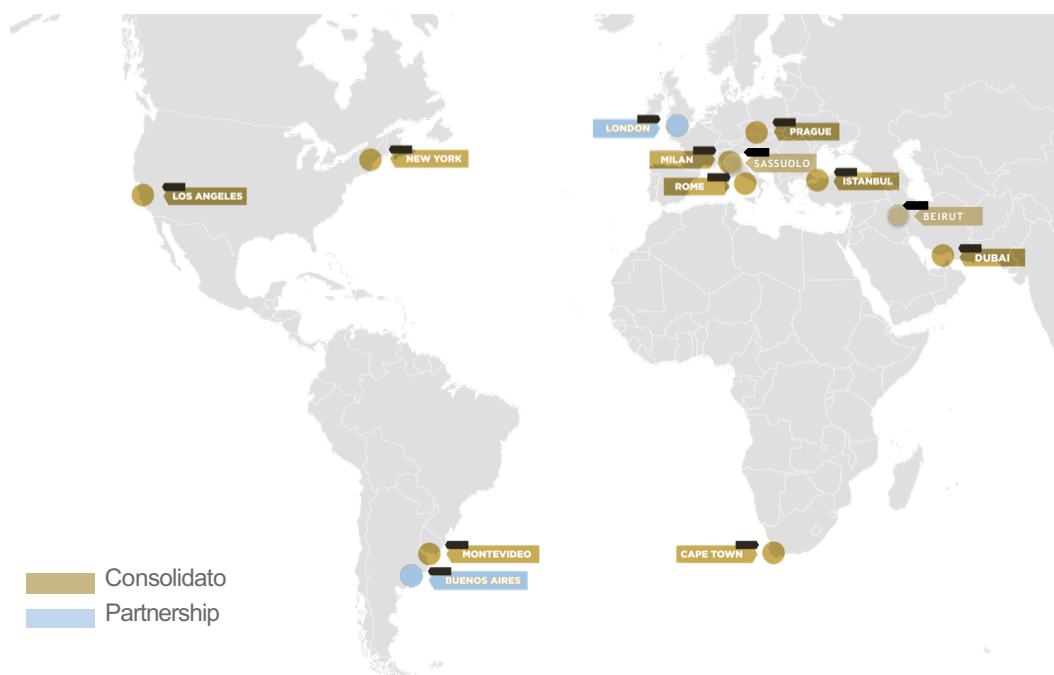 LONDON
PRAGUE
NEW YORK
MILAN
SASSUOLO
ROME
ISTANBUL
LOS ANGELES
BEIRUT
DUBAI
MONTEVIDEO
CAPE TOWN
BUENOS AIRES
Consolidato
Partnership